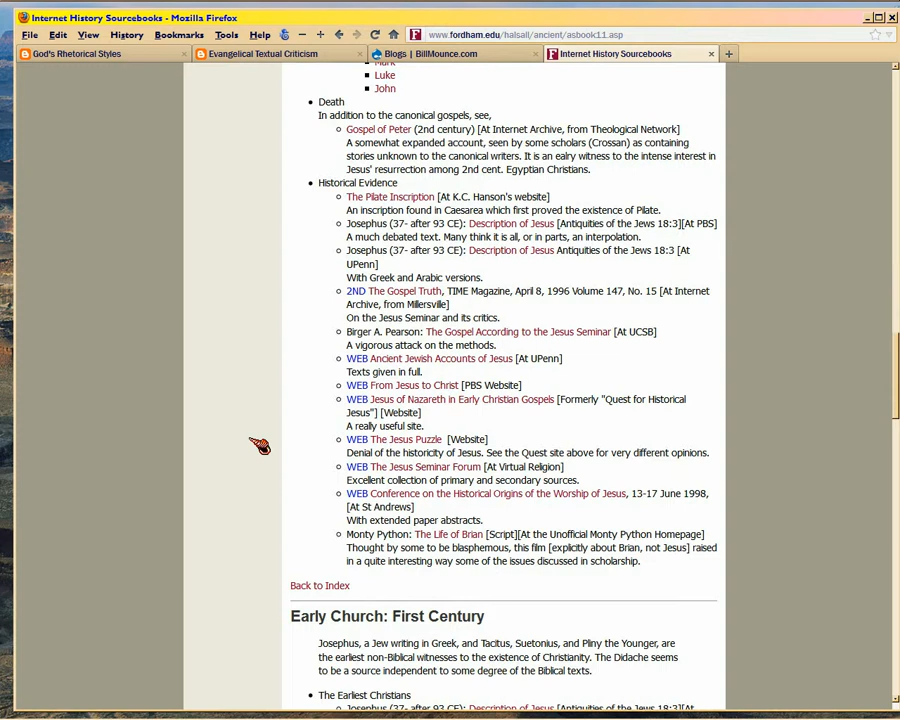 Internet History Sourcebooks - Mozilla Firefox
File Edit View History Bookmarks Tools Help www.fordham.edu/halsall/ancient/asbook11.asp
God's Rhetorical Styles Evangelical Textual Criticism Blogs | BillMounce.com Internet History Sourcebooks
Mark
Luke
John
Death
In addition to the canonical gospels, see,
Gospel of Peter (2nd century) [At Internet Archive, from Theological Network]
A somewhat expanded account, seen by some scholars (Crossan) as containing
stories unknown to the canonical writers. It is an ealry witness to the intense interest in
Jesus' resurrection among 2nd cent. Egyptian Christians.
Historical Evidence
The Pilate Inscription [At K.C. Hanson's website]
An inscription found in Caesarea which first proved the existence of Pilate.
Josephus (37- after 93 CE): Description of Jesus [Antiquities of the Jews 18:3][At PBS]
A much debated text. Many think it is all, or in parts, an interpolation.
Josephus (37- after 93 CE): Description of Jesus Antiquities of the Jews 18:3 [At
UPenn]
With Greek and Arabic versions.
2ND The Gospel Truth, TIME Magazine, April 8, 1996 Volume 147, No. 15 [At Internet
Archive, from Millersville]
On the Jesus Seminar and its critics.
Birger A. Pearson: The Gospel According to the Jesus Seminar [At UCSB]
A vigorous attack on the methods.
WEB Ancient Jewish Accounts of Jesus [At UPenn]
Texts given in full.
WEB From Jesus to Christ [PBS Website]
WEB Jesus of Nazareth in Early Christian Gospels [Formerly "Quest for Historical
Jesus"] [Website]
A really useful site.
WEB The Jesus Puzzle [Website]
Denial of the historicity of Jesus. See the Quest site above for very different opinions.
WEB The Jesus Seminar Forum [At Virtual Religion]
Excellent collection of primary and secondary sources.
WEB Conference on the Historical Origins of the Worship of Jesus, 13-17 June 1998,
[At St Andrews]
With extended paper abstracts.
Monty Python: The Life of Brian [Script][At the Unofficial Monty Python Homepage]
Thought by some to be blasphemous, this film [explicitly about Brian, not Jesus] raised
in a quite interesting way some of the issues discussed in scholarship.
Back to Index
Early Church: First Century
Josephus, a Jew writing in Greek, and Tacitus, Suetonius, and Pliny the Younger, are
the earliest non-Biblical witnesses to the existence of Christianity. The Didache seems
to be a source independent to some degree of the Biblical texts.
The Earliest Christians
Josephus (37- after 93 CE): Description of Jesus [Antiquities of the Jews 18:3][At